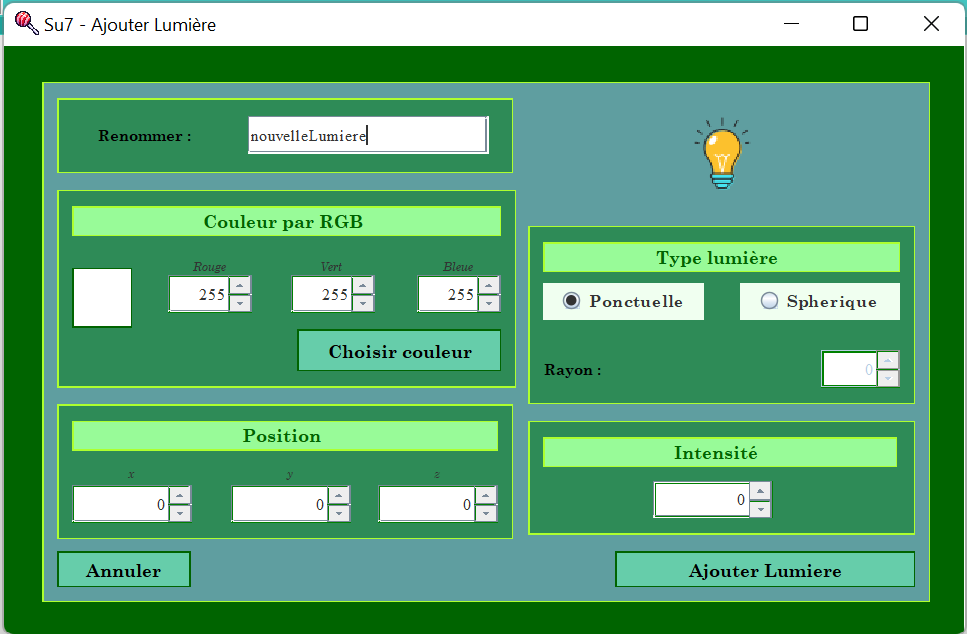 Su7 - Ajouter Lumière
Renommer :
nouvelleLumiere
Couleur par RGB
Rouge
Vert
Bleue
255
255
255
Choisir couleur
Type lumière
Ponctuelle
Spherique
Rayon :
0
Position
x
y
z
0
0
0
Intensité
0
Annuler
Ajouter Lumiere